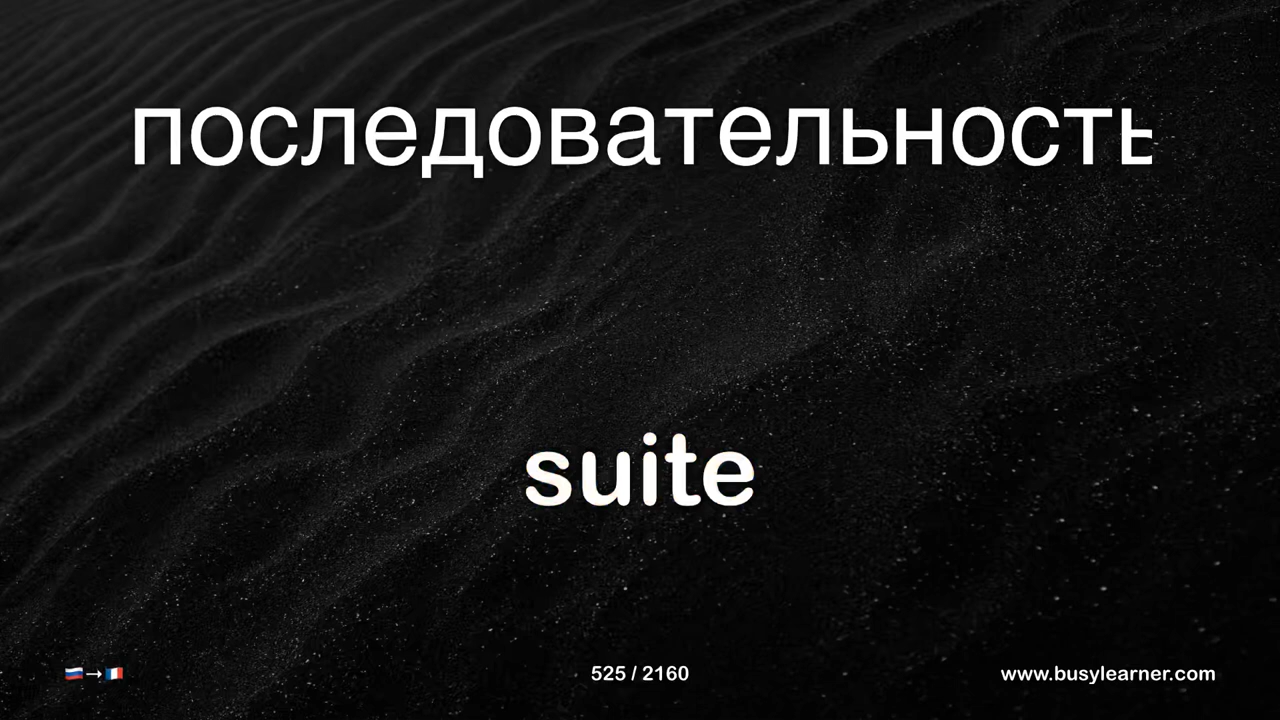 последовательность
suite
🇷🇺→🇫🇷
525 / 2160
www.busylearner.com